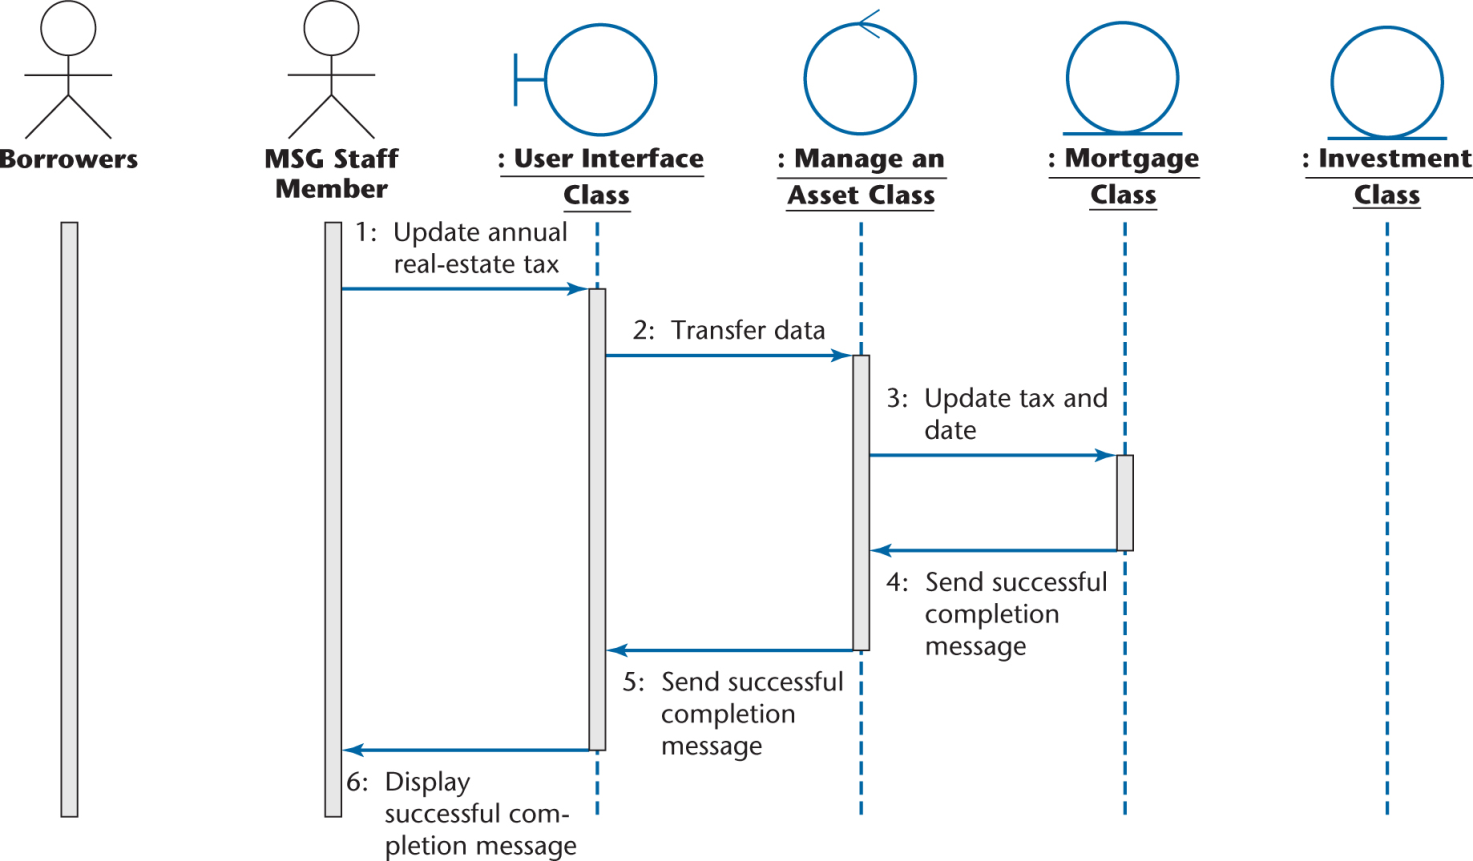 Borrowers
MSG Staff
Member
: User Interface
Class
: Manage an
Asset Class
: Mortgage
Class
: Investment
Class
1: Update annual
real-estate tax
2: Transfer data
3: Update tax and
date
4: Send successful
completion
message
5: Send successful
completion
message
6: Display
successful com-
pletion message